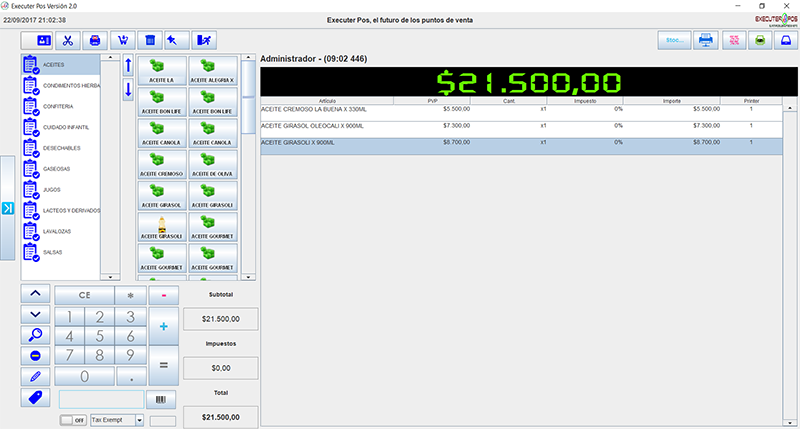 Executer Pos Versión 2.0
22/09/2017 21:02:38
Executer Pos, el futuro de los puntos de venta
EXECUTER POS
Stoc...
Administrador - (09:02 446)
$21.500,00
ACEITES
CONDIMENTOS HIERBA
CONFITERIA
CUIDADO INFANTIL
DESECHABLES
GASEOSAS
JUGOS
LACTEOS Y DERIVADOS
LAVALOZAS
SALSAS
ACEITE LA
ACEITE ALEGRIA X
ACEITE BON LIFE
ACEITE BON LIFE
ACEITE CANOLA
ACEITE CANOLA
ACEITE CREMOSO
ACEITE DE OLIVA
ACEITE GIRASOL
ACEITE GIRASOLI
ACEITE GIRASOLI
ACEITE GOURMET
ACEITE GOURMET
ACEITE GOURMET
Artículo PVP Cant. Impuesto Importe Printer
ACEITE CREMOSO LA BUENA X 330ML $5.500,00 x1 0% $5.500,00 1
ACEITE GIRASOL OLEOCALI X 900ML $7.300,00 x1 0% $7.300,00 1
ACEITE GIRASOLI X 900ML $8.700,00 x1 0% $8.700,00 1
CE * -
1 2 3 +
4 5 6
7 8 9 =
0 .
OFF Tax Exempt
Subtotal
$21.500,00
Impuestos
$0,00
Total
$21.500,00